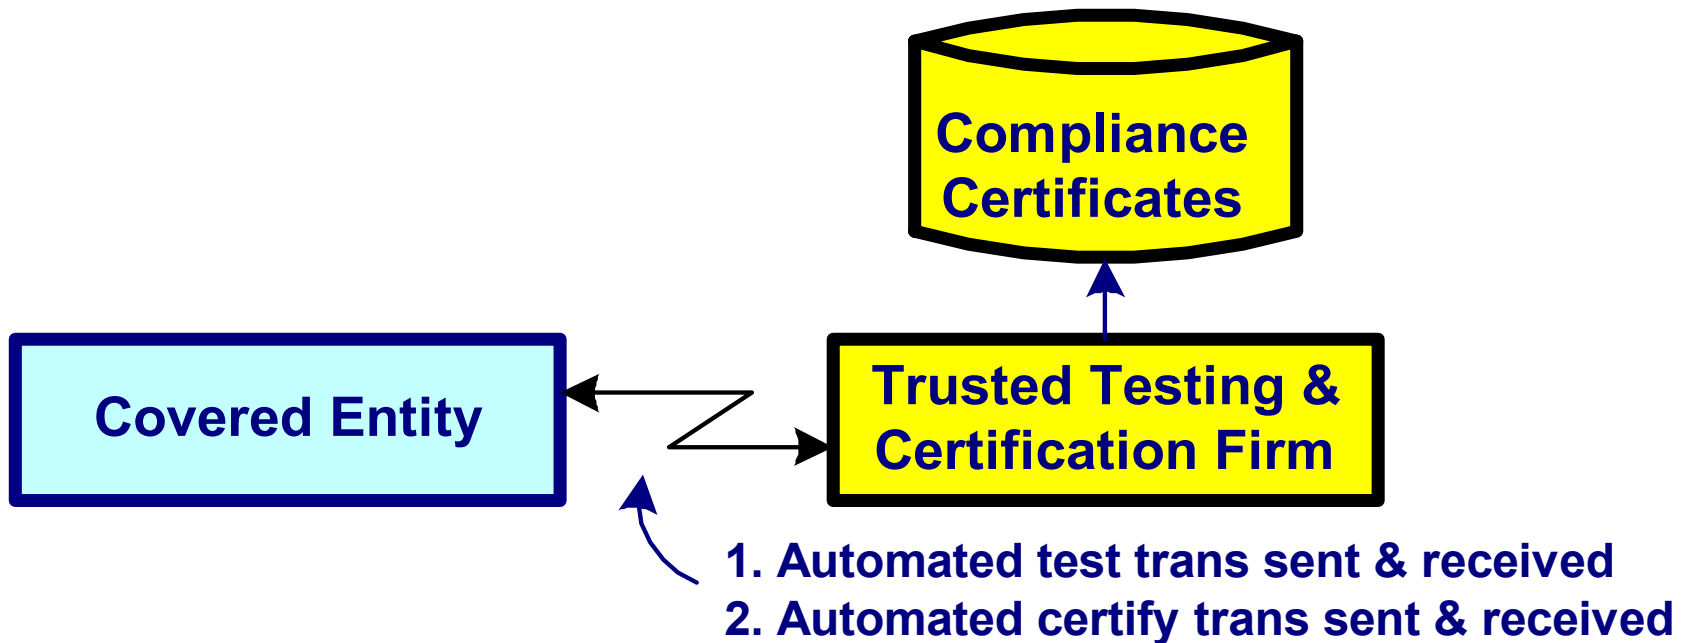 Compliance
Certificates
Covered Entity
Trusted Testing &
Certification Firm
1. Automated test trans sent & received
2. Automated certify trans sent & received